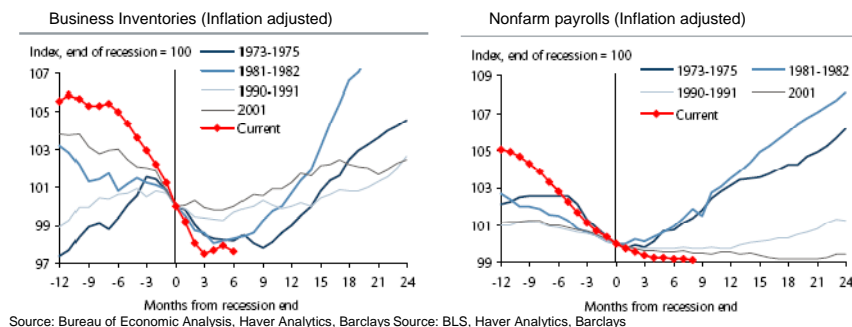 Business Inventories (Inflation adjusted)
Index, end of recession = 100
1973-1975
1981-1982
1990-1991
2001
Current
107
105
103
101
99
97
-12 -9 -6 -3 0 3 6 9 12 15 18 21 24
Months from recession end
Nonfarm payrolls (Inflation adjusted)
Index, end of recession = 100
1973-1975 1981-1982
1990-1991 2001
Current
109
107
105
103
101
99
-12 -9 -6 -3 0 3 6 9 12 15 18 21 24
Months from recession end
Source: Bureau of Economic Analysis, Haver Analytics, Barclays Source: BLS, Haver Analytics, Barclays